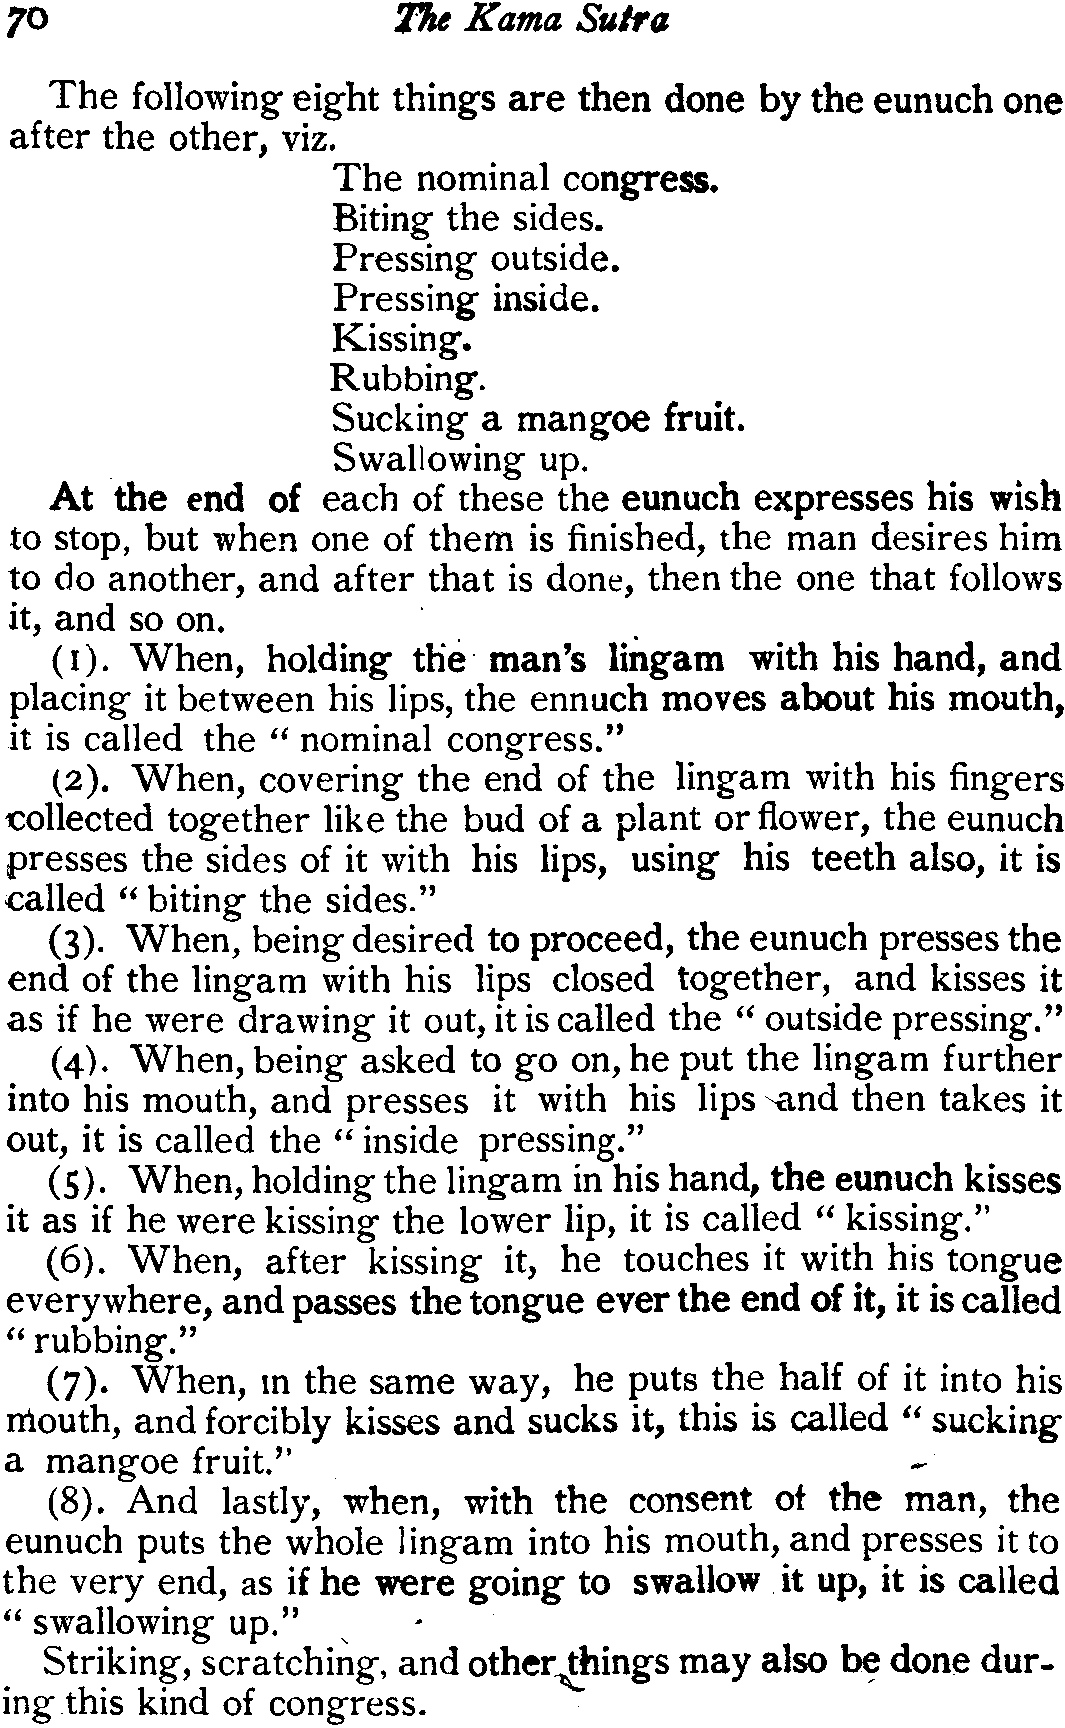 70 The Kama Sutra
The following eight things are then done by the eunuch one
after the other, viz.
The nominal congress.
Biting the sides.
Pressing outside.
Pressing inside.
Kissing.
Rubbing.
Sucking a mangoe fruit.
Swallowing up.
At the end of each of these the eunuch expresses his wish
to stop, but when one of them is finished, the man desires him
to do another, and after that is done, then the one that follows
it, and so on.
(1). When, holding the man's lingam with his hand, and
placing it between his lips, the ennuch moves about his mouth,
it is called the " nominal congress."
(2). When, covering the end of the lingam with his fingers
collected together like the bud of a plant or flower, the eunuch
presses the sides of it with his lips, using his teeth also, it is
called " biting the sides."
(3). When, being desired to proceed, the eunuch presses the
end of the lingam with his lips closed together, and kisses it
as if he were drawing it out, it is called the " outside pressing."
(4). When, being asked to go on, he put the lingam further
into his mouth, and presses it with his lips and then takes it
out, it is called the " inside pressing."
(5). When, holding the lingam in his hand, the eunuch kisses
it as if he were kissing the lower lip, it is called " kissing."
(6). When, after kissing it, he touches it with his tongue
everywhere, and passes the tongue ever the end of it, it is called
" rubbing."
(7). When, in the same way, he puts the half of it into his
mouth, and forcibly kisses and sucks it, this is called " sucking
a mangoe fruit."
(8). And lastly, when, with the consent of the man, the
eunuch puts the whole lingam into his mouth, and presses it to
the very end, as if he were going to swallow it up, it is called
" swallowing up."
Striking, scratching, and other things may also be done dur-
ing this kind of congress.